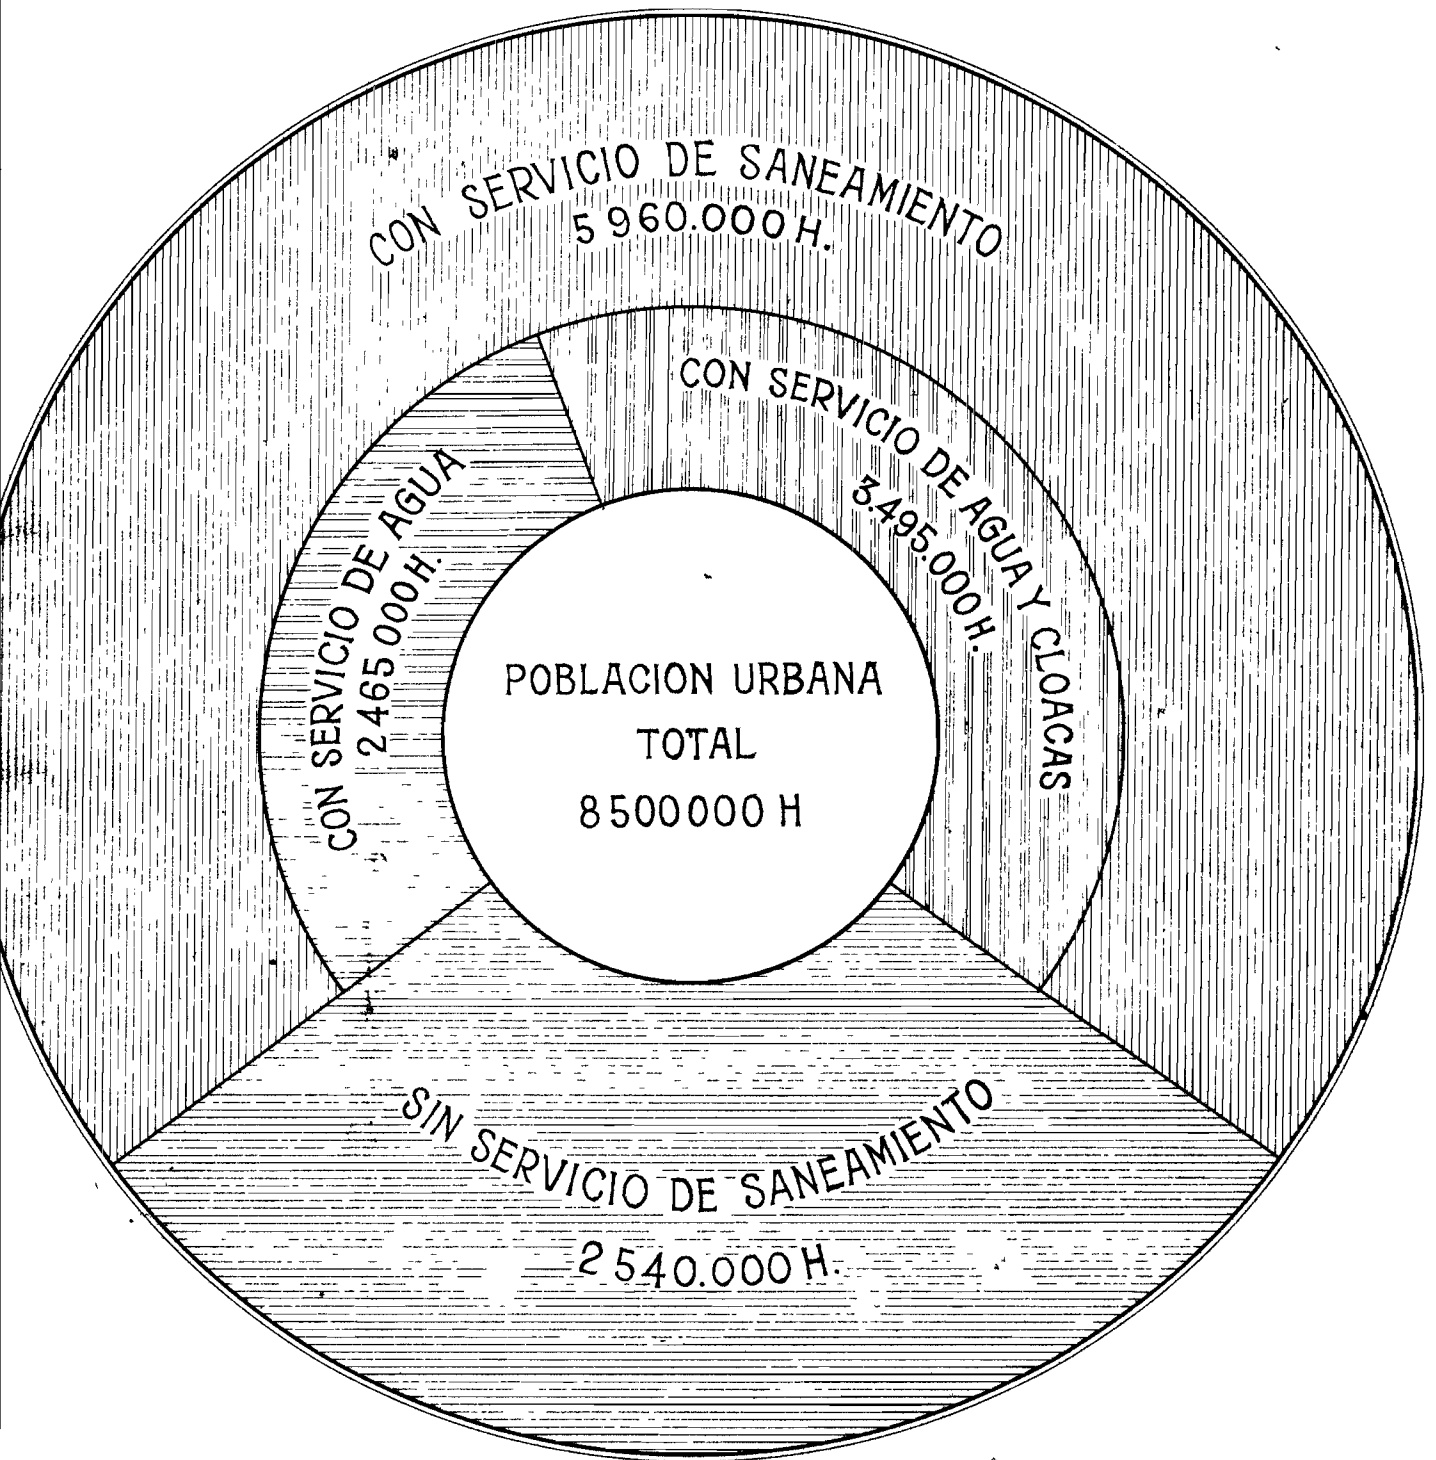 CON SERVICIO DE SANEAMIENTO
5 960.000 H.
CON SERVICIO DE AGUA Y CLOACAS
3.495.000 H.
CON SERVICIO DE AGUA
2 465 000 H.
POBLACION URBANA
TOTAL
8 500000 H
SIN SERVICIO DE SANEAMIENTO
2 540.000 H.